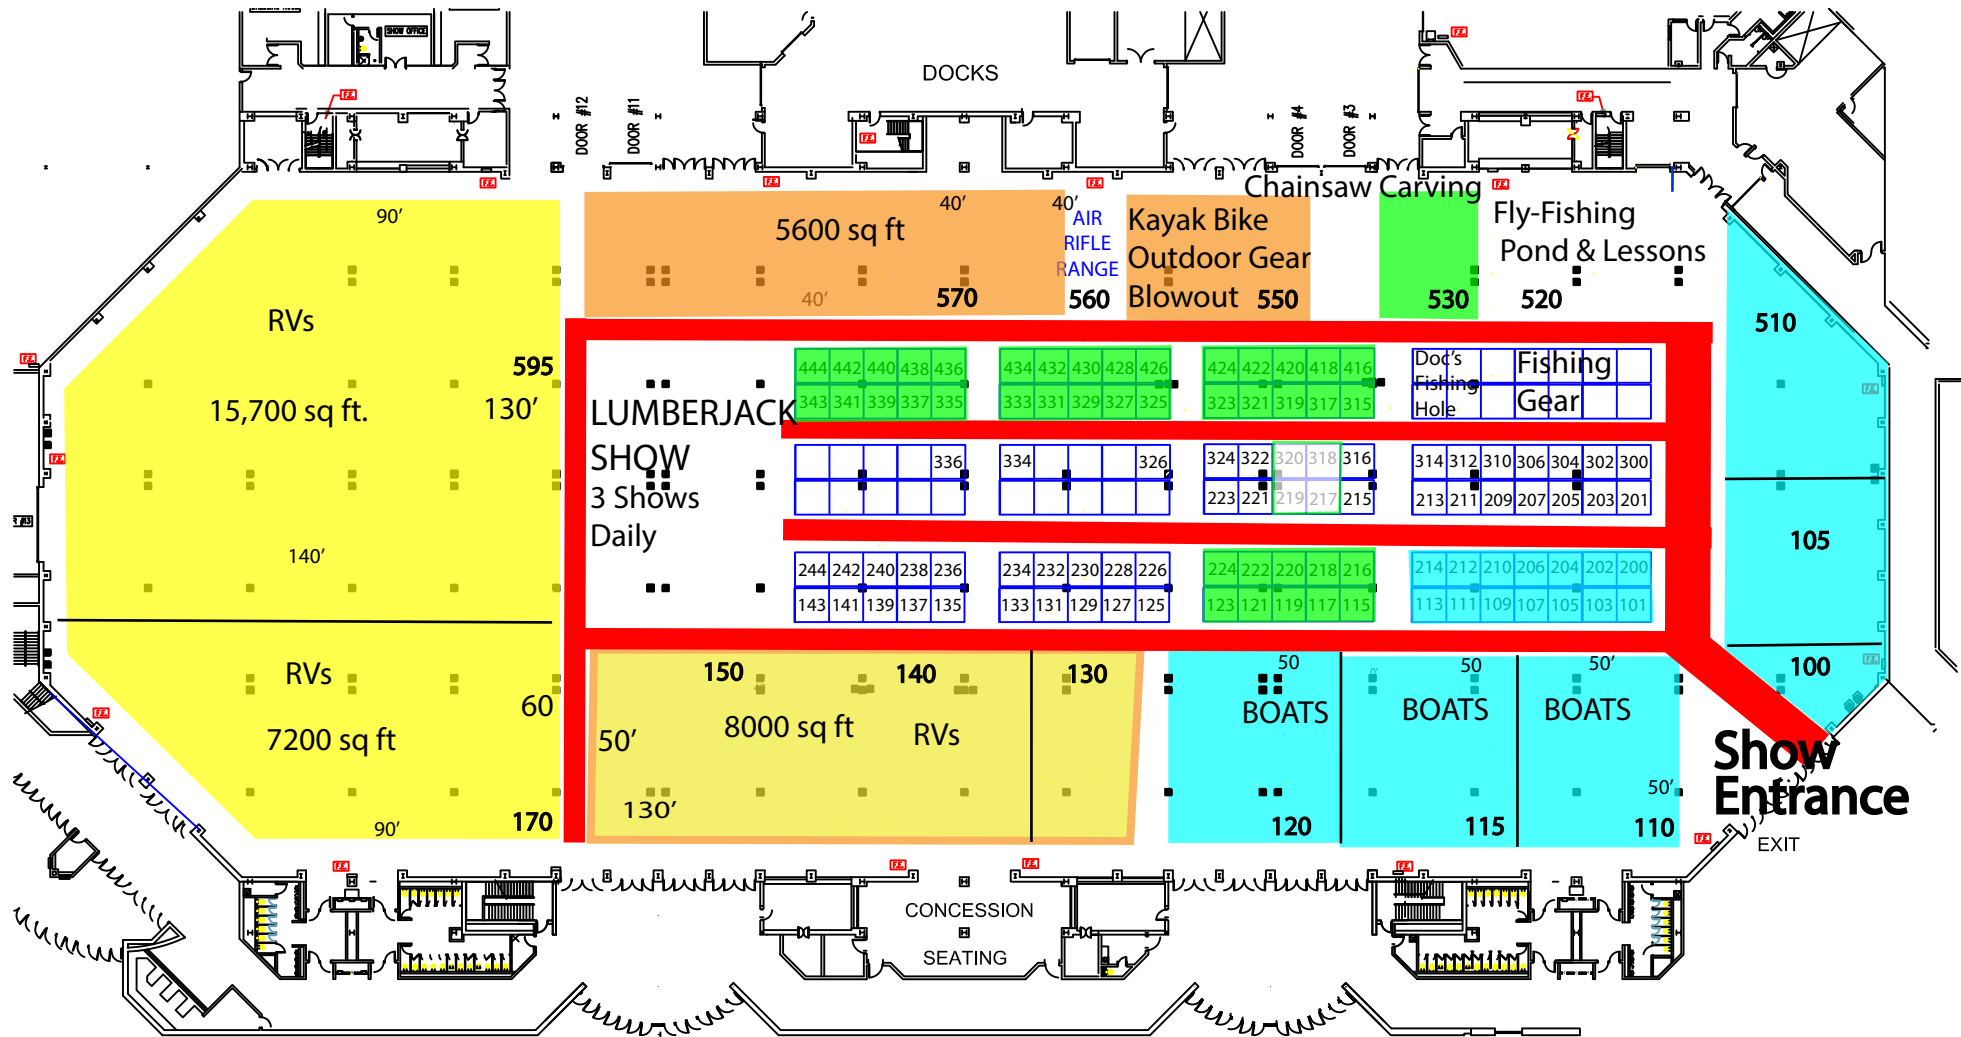 SHOW OFFICE
F.E.
F.E.
DOCKS
F.E.
DOOR #12
DOOR #11
F.E.
DOOR #4
DOOR #3
F.E.
F.E.
F.E.
F.E.
Chainsaw Carving
F.E.
90’
40’
40’
5600 sq ft
AIR
RIFLE
RANGE
Kayak Bike
Outdoor Gear
Blowout
550
Fly-Fishing
Pond & Lessons
40’
570
560
530
520
510
RVs
F.E.
595
444 442 440 438 436
434 432 430 428 426
424 422 420 418 416
Doc’s
Fishing
Hole
Fishing
Gear
F.E.
15,700 sq ft.
130’
343 341 339 337 335
333 331 329 327 325
323 321 319 317 315
LUMBERJACK
SHOW
3 Shows
Daily
F.E.
336
334
326
324 322 320 318 316
314 312 310 306 304 302 300
223 221 219 217 215
213 211 209 207 205 203 201
105
140’
244 242 240 238 236
234 232 230 228 226
224 222 220 218 216
214 212 210 206 204 202 200
143 141 139 137 135
133 131 129 127 125
123 121 119 117 115
113 111 109 107 105 103 101
RVs
150
140
130
50
50
50’
100
F.E.
60
7200 sq ft
50’
8000 sq ft
RVs
BOATS
BOATS
BOATS
F.E.
Show
Entrance
50’
130’
90’
170
120
115
110
F.E.
EXIT
F.E.
F.E.
F.E.
F.E.
CONCESSION
SEATING